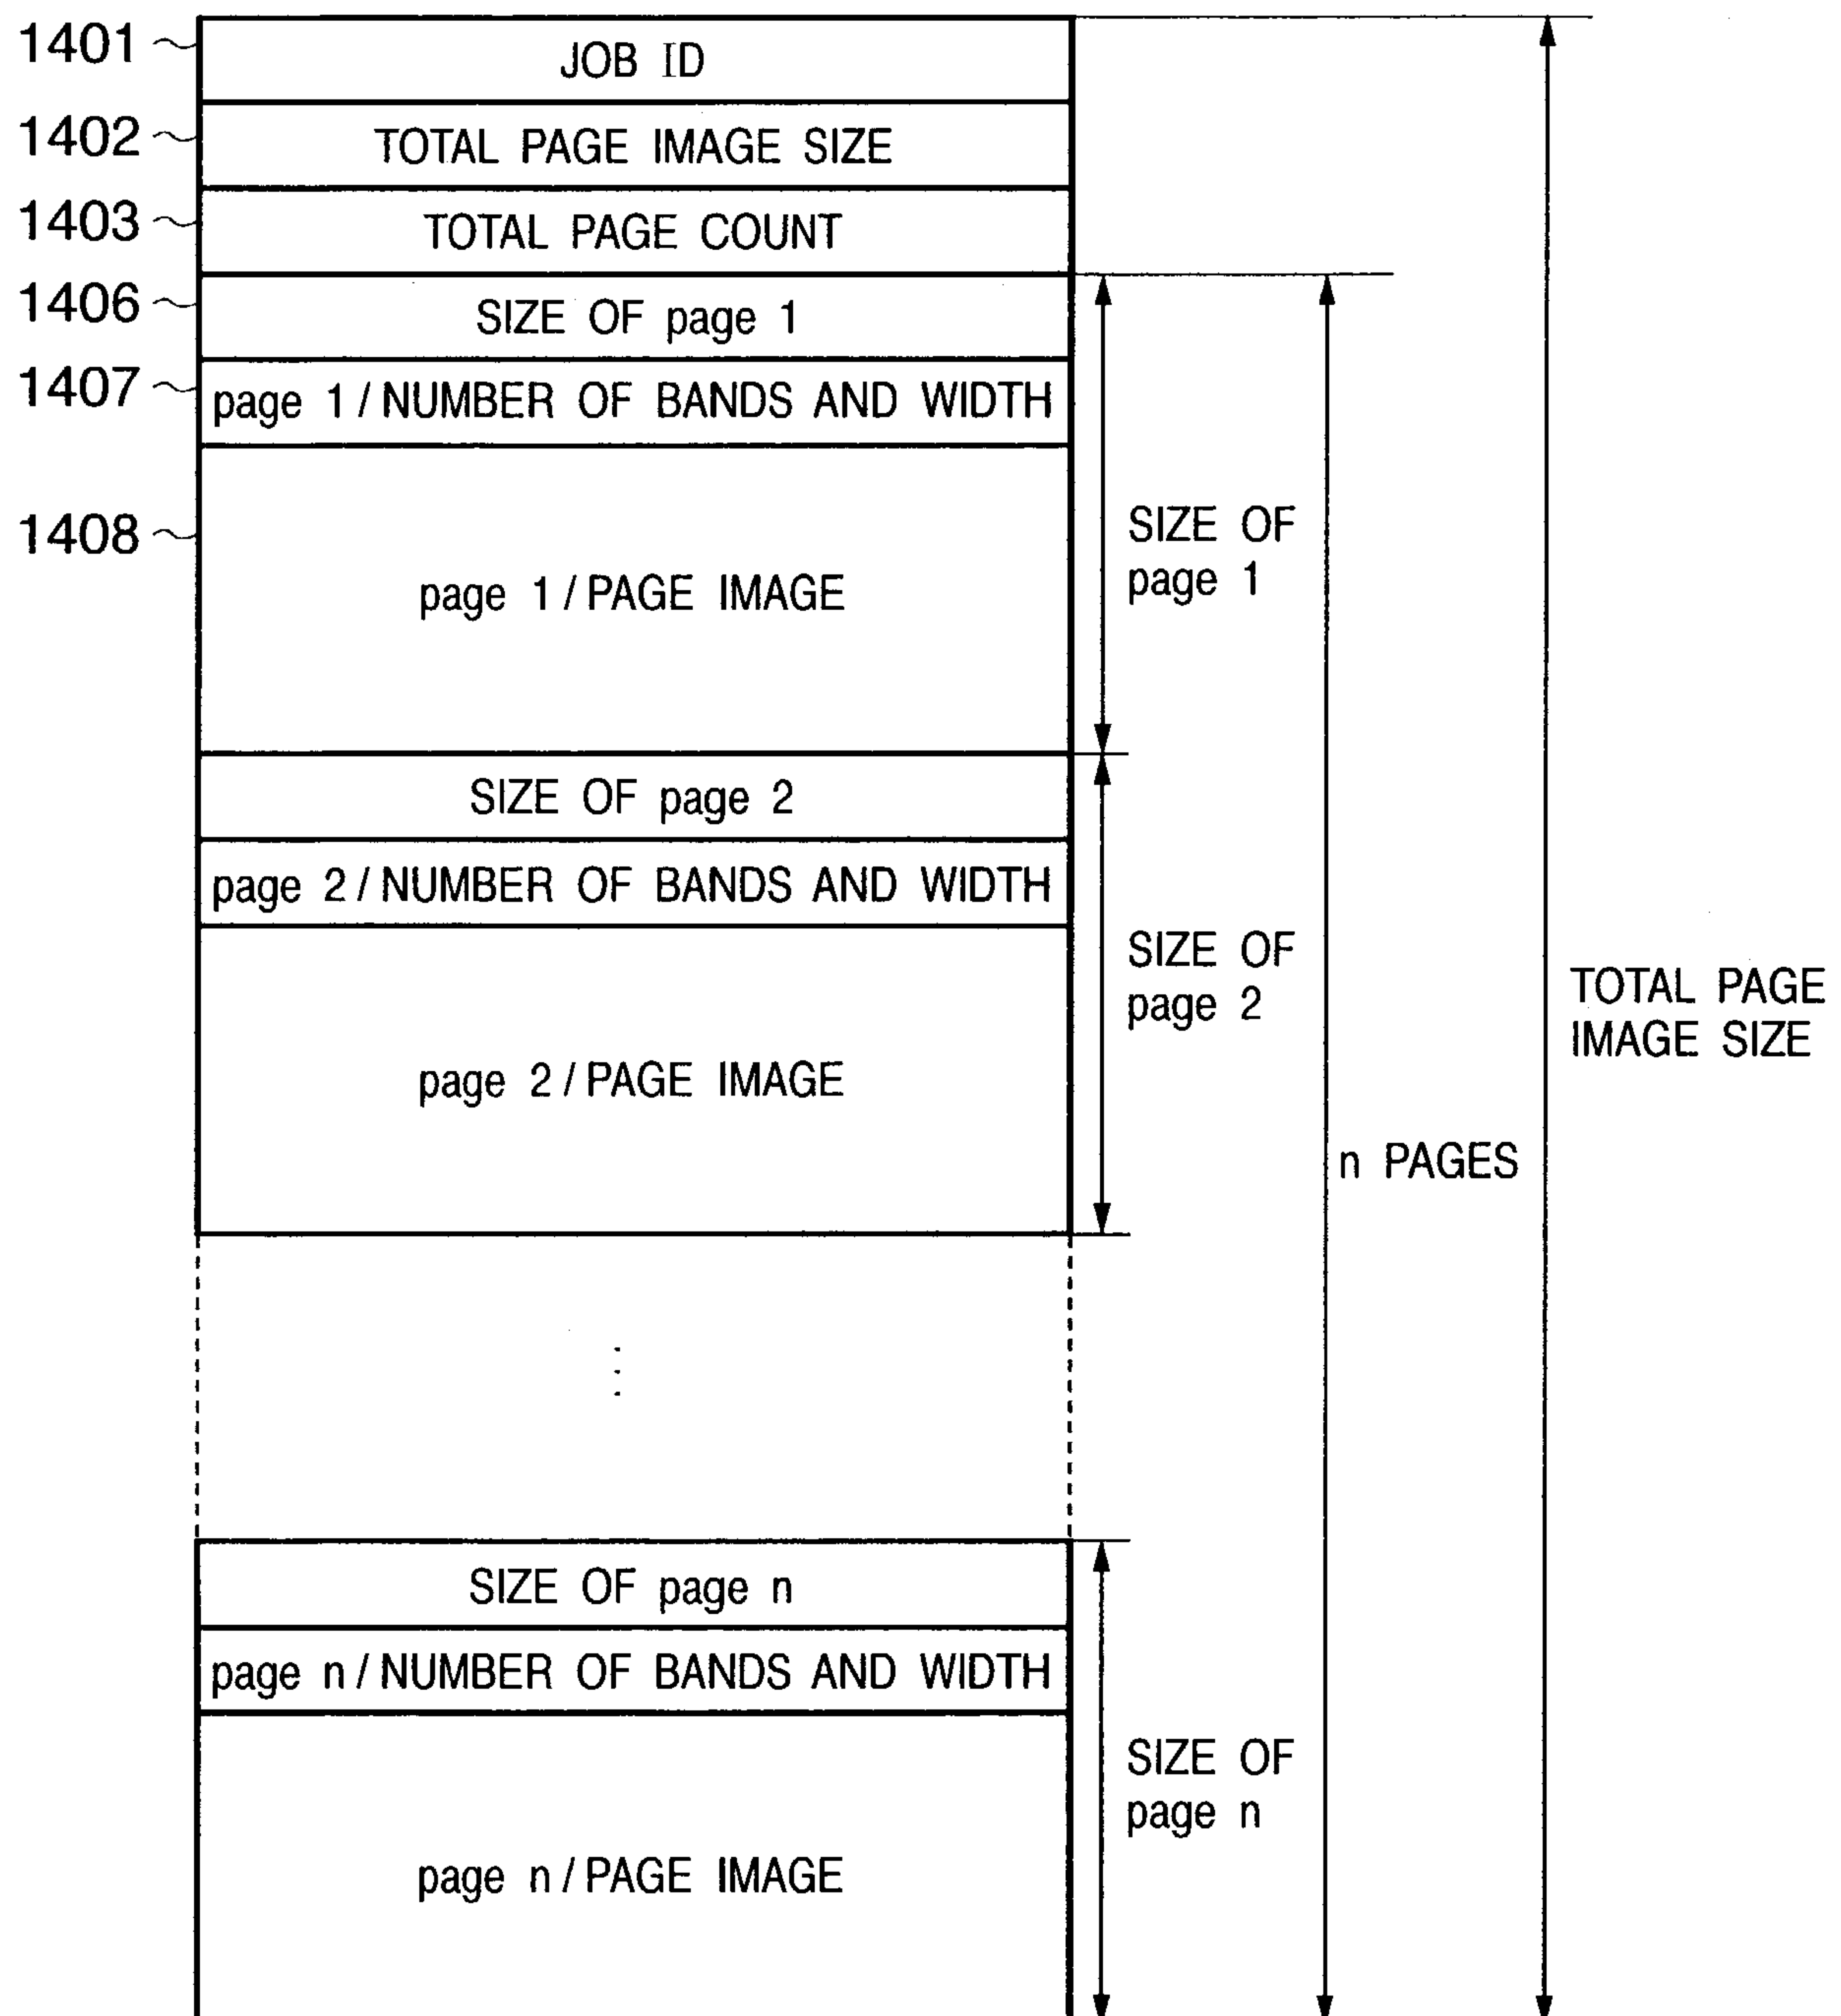 1401
JOB ID
1402
TOTAL PAGE IMAGE SIZE
1403
TOTAL PAGE COUNT
1406
SIZE OF page 1
1407
page 1 / NUMBER OF BANDS AND WIDTH
1408
page 1 / PAGE IMAGE
SIZE OF
page 1
SIZE OF page 2
page 2 / NUMBER OF BANDS AND WIDTH
page 2 / PAGE IMAGE
SIZE OF
page 2
n PAGES
TOTAL PAGE
IMAGE SIZE
SIZE OF page n
page n / NUMBER OF BANDS AND WIDTH
page n / PAGE IMAGE
SIZE OF
page n